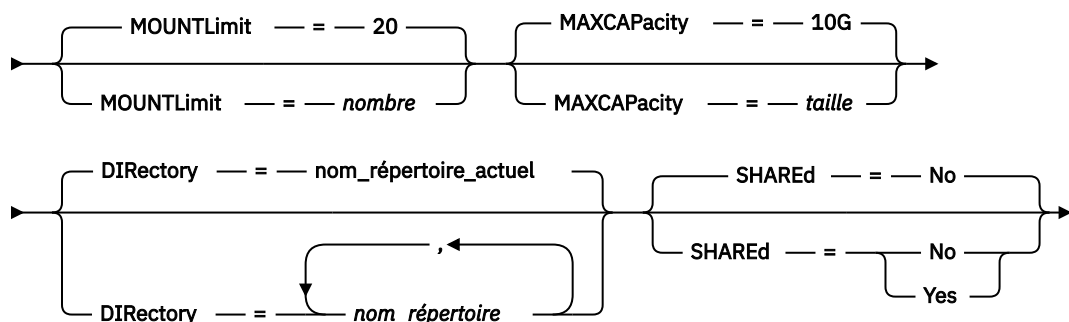 MOUNTLimit = 20
MAXCAPacity = 10G
MOUNTLimit = nombre
MAXCAPacity = taille
DIRectory = nom_répertoire_actuel
SHAREd = No
SHAREd = No
Yes
,
DIRectory = nom_répertoire